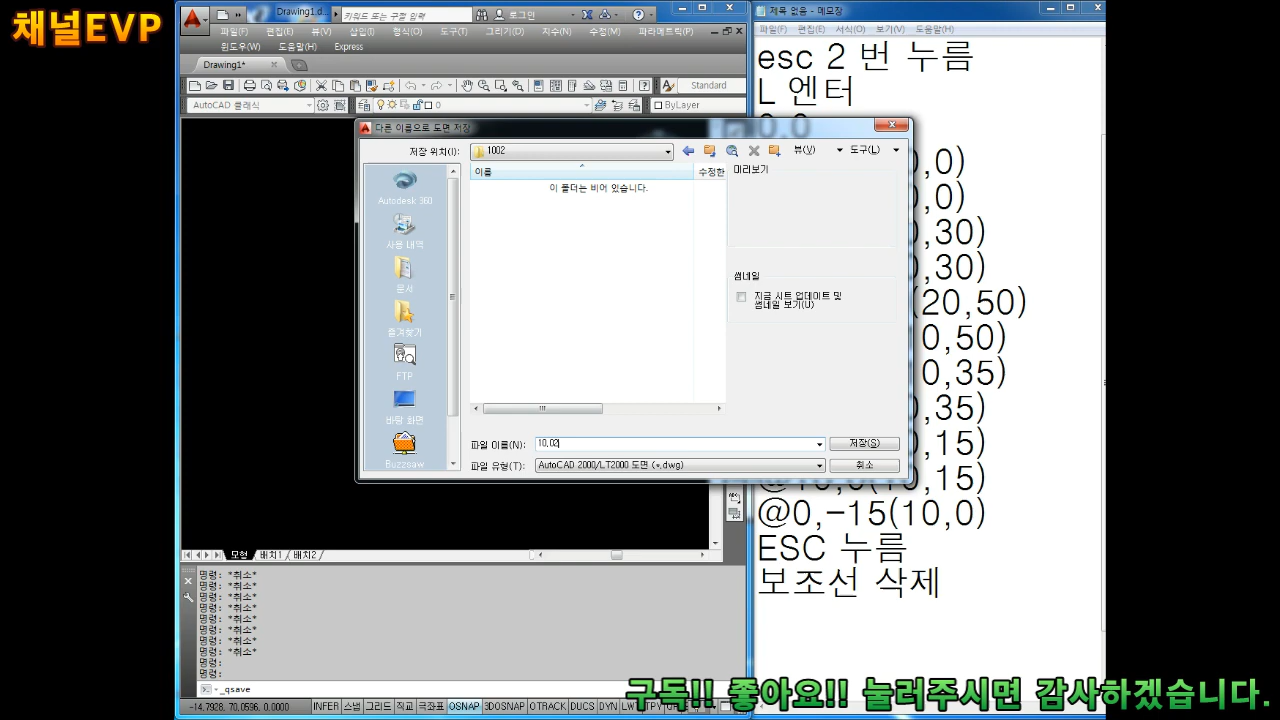 채널EVP
Drawing1.d...
키워드 또는 구절 입력
로그인
파일(F) 편집(E) 뷰(V) 삽입(I) 형식(O) 도구(T) 그리기(D) 치수(N) 수정(M) 파라메트릭(P)
윈도우(W) 도움말(H) Express
Drawing1*
Standard
AutoCAD 클래식
0
ByLayer
다른 이름으로 도면 저장
저장 위치(I):
1002
뷰(V)
도구(L)
이름
수정한
이 폴더는 비어 있습니다.
미리보기
Autodesk 360
사용 내역
문서
즐겨찾기
FTP
바탕 화면
Buzzsaw
썸네일
지금 시트 업데이트 및
썸네일 보기(U)
파일 이름(N):
10,02
저장(S)
파일 유형(T):
AutoCAD 2000/LT2000 도면 (*.dwg)
취소
모형 배치1 배치2
명령: *취소*
명령: *취소*
명령: *취소*
명령: *취소*
명령: *취소*
명령: *취소*
명령: *취소*
명령: *취소*
명령:
명령:
_qsave
INFER 스냅 그리드 직교 극좌표 OSNAP 3DOSNAP OTRACK DUCS DYN LW
제목 없음 - 메모장
파일(F) 편집(E) 서식(O) 보기(V) 도움말(H)
esc 2 번 누름
L 엔터
0,0
,0)
,0)
,30)
,30)
(20,50)
0,50)
0,35)
,35)
,15)
,15)
@0,-15(10,0)
ESC 누름
보조선 삭제
구독!! 좋아요!! 눌러주시면 감사하겠습니다.